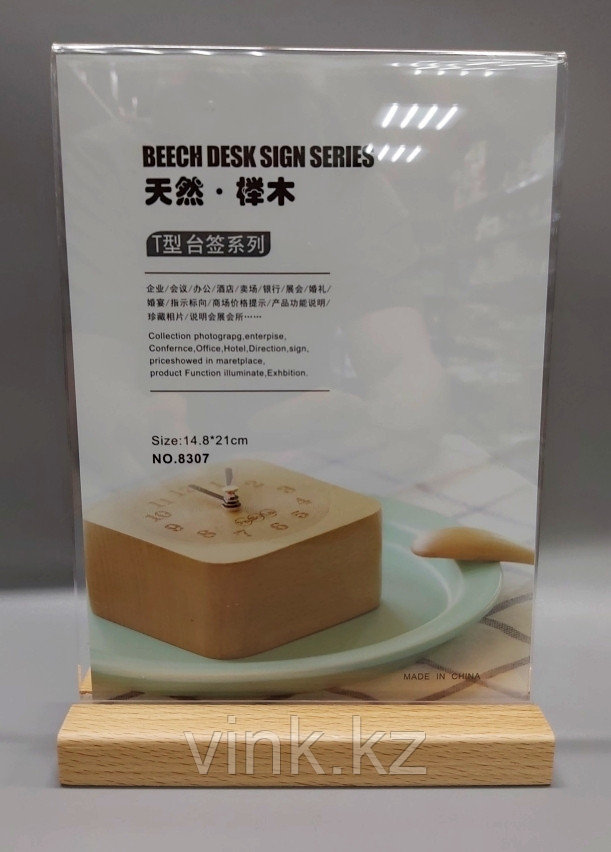 BEECH DESK SIGN SERIES
天然·榉木
T型台签系列
企业/会议/办公/酒店/卖场/银行/展会/婚礼/
婚宴/指示标向/商场价格提示/产品功能说明/
珍藏相片/说明会展会所……
Collection photograpg,enterpise,
Confernce,Office,Hotel,Direction,sign,
priceshowed in maretplace,
product Function illuminate,Exhbition.
Size:14.8*21cm
NO.8307
MADE IN CHINA
vink.kz